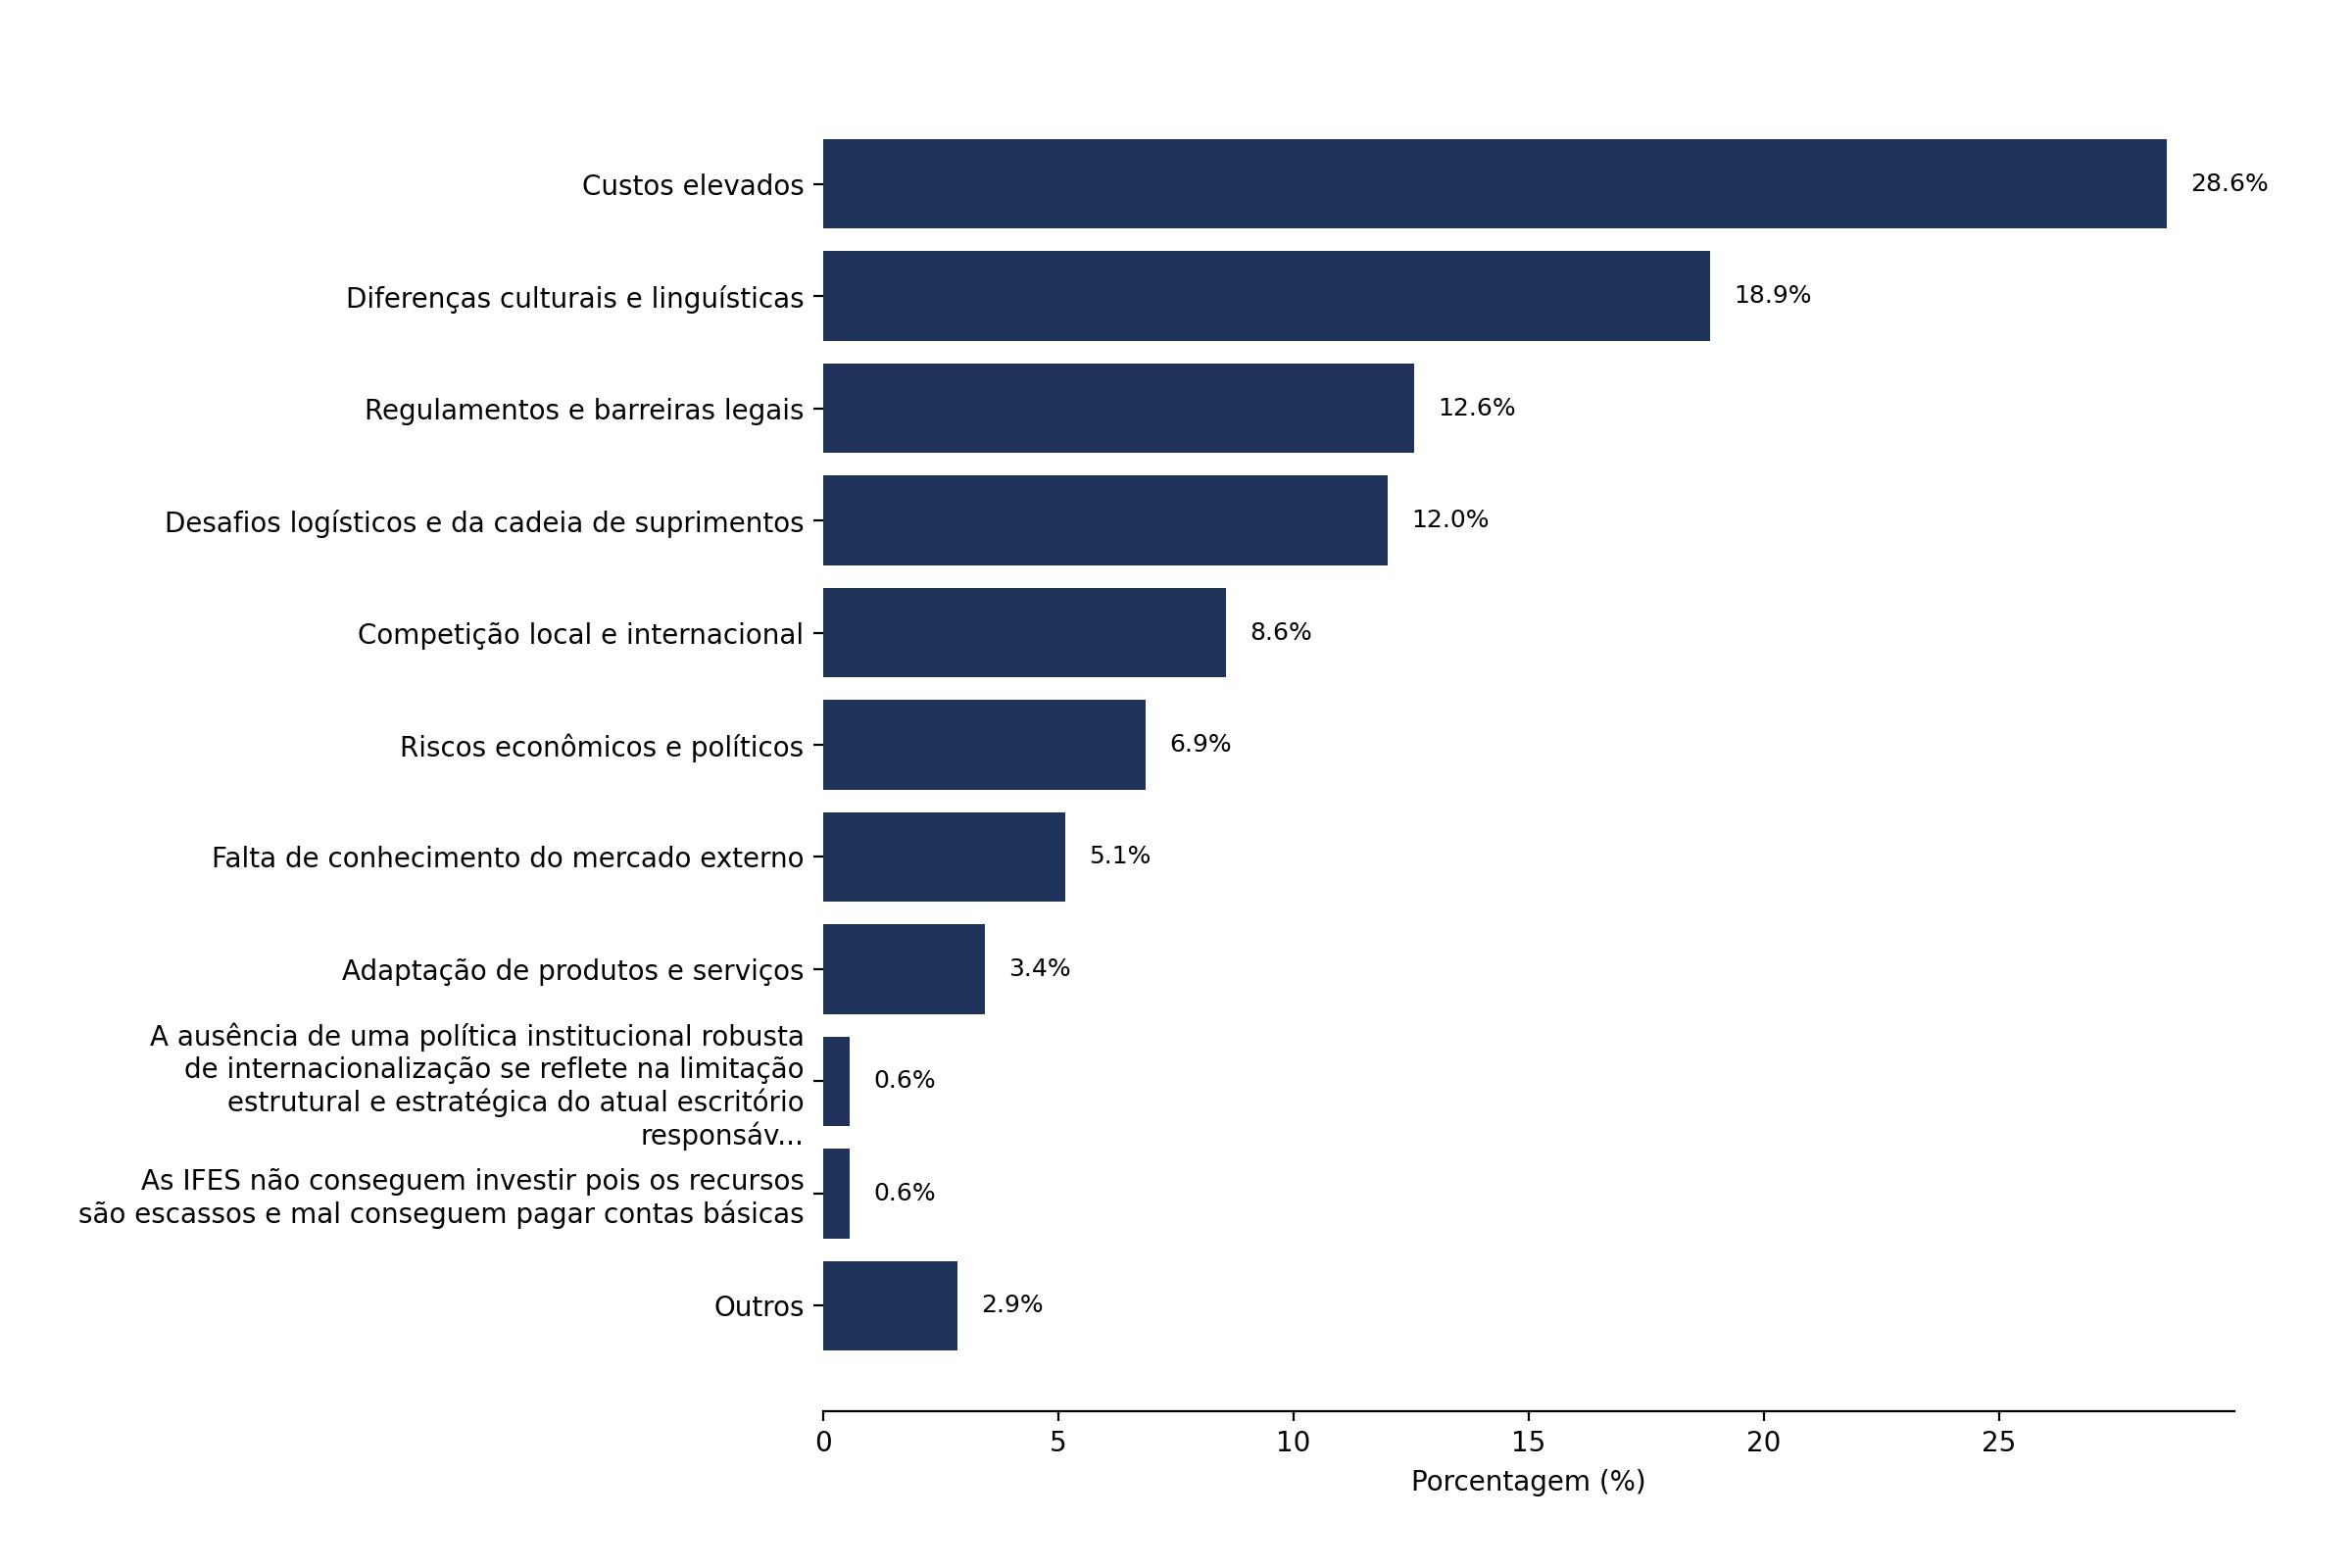 Custos elevados
28.6%
Diferenças culturais e linguísticas
18.9%
Regulamentos e barreiras legais
12.6%
Desafios logísticos e da cadeia de suprimentos
12.0%
Competição local e internacional
8.6%
Riscos econômicos e políticos
6.9%
Falta de conhecimento do mercado externo
5.1%
Adaptação de produtos e serviços
3.4%
A ausência de uma política institucional robusta
de internacionalização se reflete na limitação
estrutural e estratégica do atual escritório
responsáv...
0.6%
As IFES não conseguem investir pois os recursos
são escassos e mal conseguem pagar contas básicas
0.6%
Outros
2.9%
0 5 10 15 20 25
Porcentagem (%)